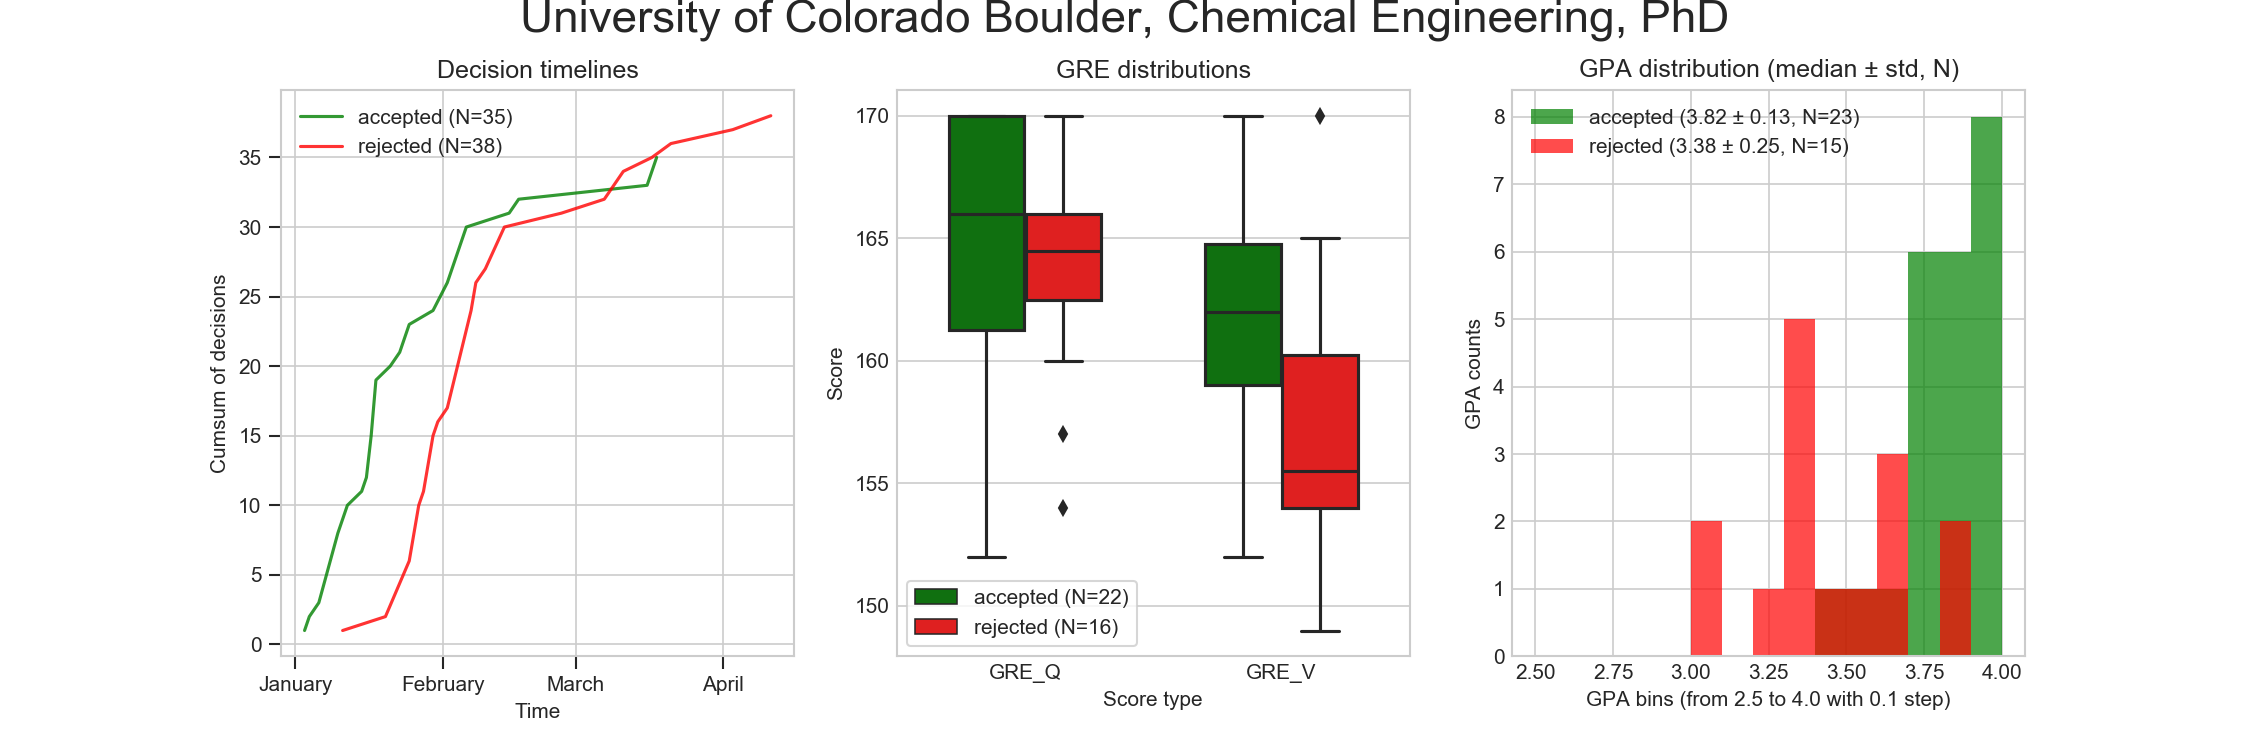 University of Colorado Boulder, Chemical Engineering, PhD
Decision timelines
accepted (N=35)
rejected (N=38)
35
30
25
20
15
10
5
0
Cumsum of decisions
January February March April
Time
GRE distributions
170
165
160
155
150
Score
accepted (N=22)
rejected (N=16)
GRE_Q GRE_V
Score type
GPA distribution (median ± std, N)
accepted (3.82 ± 0.13, N=23)
rejected (3.38 ± 0.25, N=15)
8
7
6
5
4
3
2
1
0
GPA counts
2.50 2.75 3.00 3.25 3.50 3.75 4.00
GPA bins (from 2.5 to 4.0 with 0.1 step)